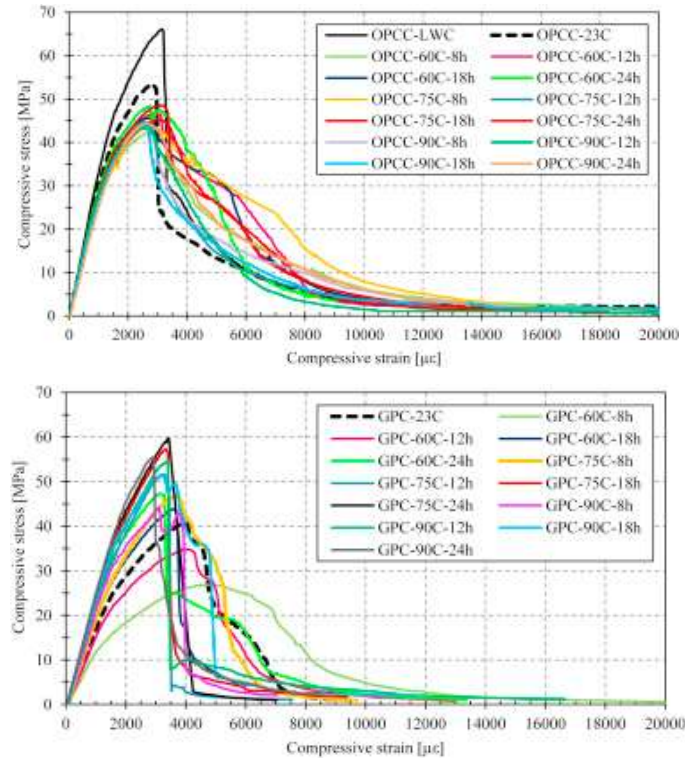 70
60
50
40
30
20
10
0
Compressive stress [MPa]
OPCC-LWC OPCC-23C
OPCC-60C-8h OPCC-60C-12h
OPCC-60C-18h OPCC-60C-24h
OPCC-75C-8h OPCC-75C-12h
OPCC-75C-18h OPCC-75C-24h
OPCC-90C-8h OPCC-90C-12h
OPCC-90C-18h OPCC-90C-24h
0 2000 4000 6000 8000 10000 12000 14000 16000 18000 20000
Compressive strain [με]
70
60
50
40
30
20
10
0
Compressive stress [MPa]
GPC-23C GPC-60C-8h
GPC-60C-12h GPC-60C-18h
GPC-60C-24h GPC-75C-8h
GPC-75C-12h GPC-75C-18h
GPC-75C-24h GPC-90C-8h
GPC-90C-12h GPC-90C-18h
GPC-90C-24h
0 2000 4000 6000 8000 10000 12000 14000 16000 18000 20000
Compressive strain [με]